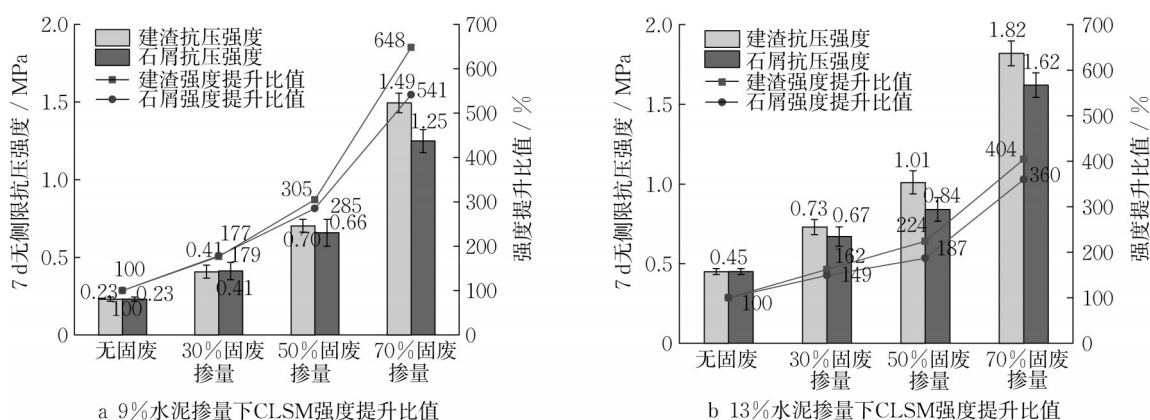 2.0
1.5
1.0
0.5
0
7 d无侧限抗压强度 / MPa
建渣抗压强度
石屑抗压强度
建渣强度提升比值
石屑强度提升比值
648
1.49
541
1.25
305
285
0.70
0.66
177
0.41
179
0.41
100
0.23
0.23
100
700
600
500
400
300
200
100
0
强度提升比值 / %
无固废
30%固废
掺量
50%固废
掺量
70%固废
掺量
a 9%水泥掺量下CLSM强度提升比值
2.0
1.5
1.0
0.5
0
7 d无侧限抗压强度 / MPa
建渣抗压强度
石屑抗压强度
建渣强度提升比值
石屑强度提升比值
1.82
1.62
404
360
1.01
0.84
224
187
0.73
0.67
162
149
0.45
100
700
600
500
400
300
200
100
0
强度提升比值 / %
无固废
30%固废
掺量
50%固废
掺量
70%固废
掺量
b 13%水泥掺量下CLSM强度提升比值